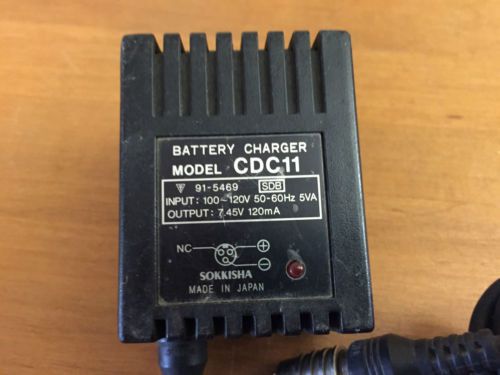 BATTERY CHARGER
MODEL CDC11
91-5469 SDB
INPUT: 100~120V 50-60Hz 5VA
OUTPUT: 7.45V 120mA
NC + −
SOKKISHA
MADE IN JAPAN